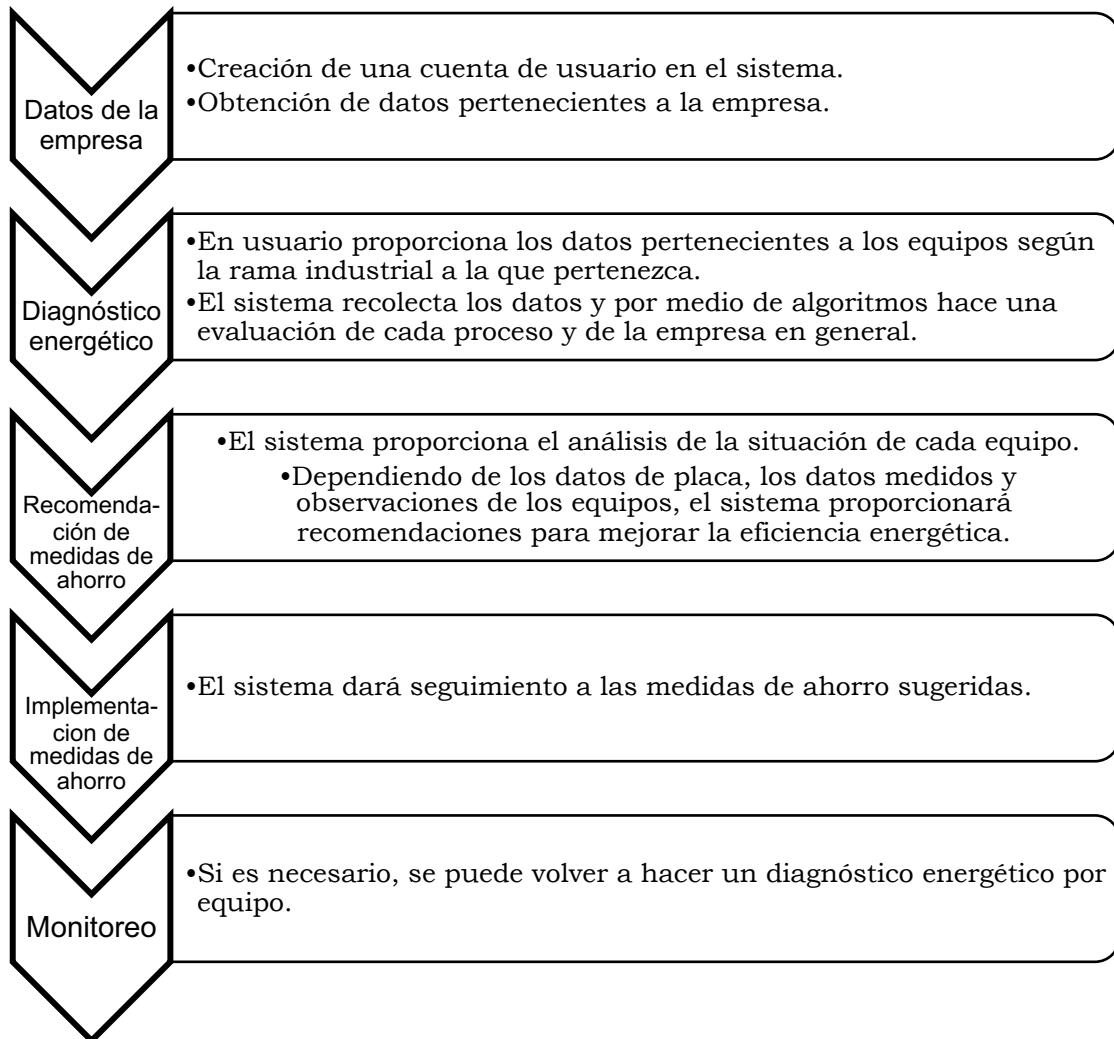 Datos de la
empresa
•Creación de una cuenta de usuario en el sistema.
•Obtención de datos pertenecientes a la empresa.
Diagnóstico
energético
•En usuario proporciona los datos pertenecientes a los equipos según
la rama industrial a la que pertenezca.
•El sistema recolecta los datos y por medio de algoritmos hace una
evaluación de cada proceso y de la empresa en general.
Recomenda-
ción de
medidas de
ahorro
•El sistema proporciona el análisis de la situación de cada equipo.
•Dependiendo de los datos de placa, los datos medidos y
observaciones de los equipos, el sistema proporcionará
recomendaciones para mejorar la eficiencia energética.
Implementa-
cion de
medidas de
ahorro
•El sistema dará seguimiento a las medidas de ahorro sugeridas.
Monitoreo
•Si es necesario, se puede volver a hacer un diagnóstico energético por
equipo.